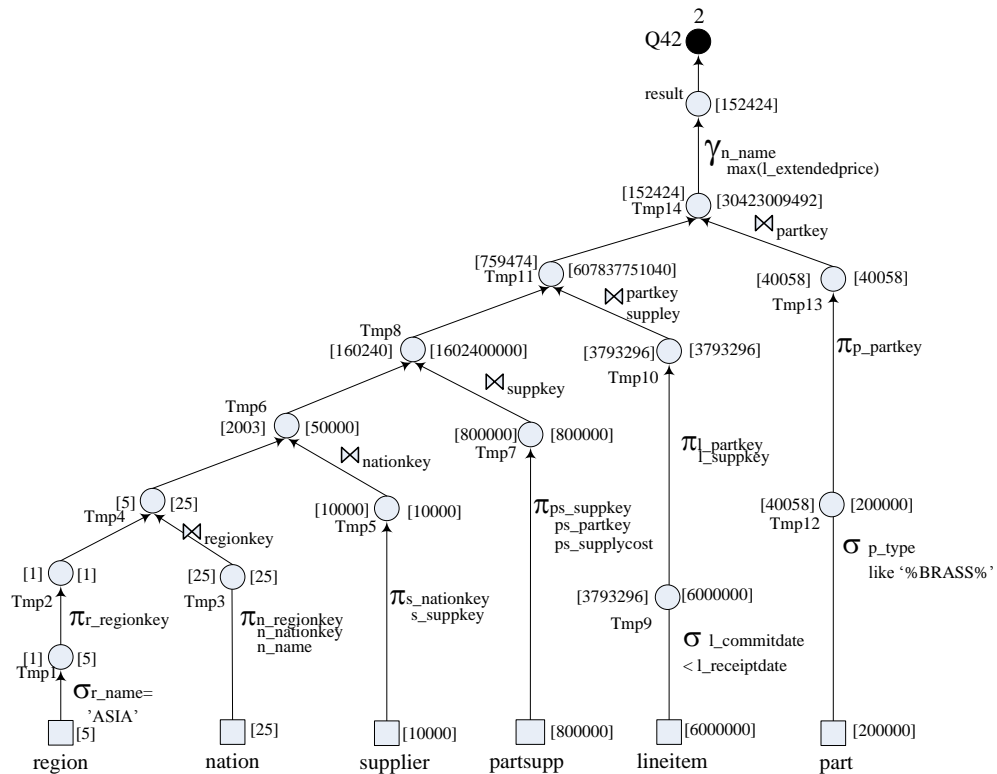 2
Q42
result [152424]
γ n_name
max(l_extendedprice)
[152424] [30423009492]
Tmp14
⋈ partkey
[759474] [607837751040]
Tmp11
[40058] [40058]
Tmp13
⋈ partkey
suppley
Tmp8
[160240] [1602400000]
[3793296] [3793296]
Tmp10
π p_partkey
⋈ suppkey
Tmp6
[2003] [50000]
[800000] [800000]
Tmp7
⋈ nationkey
π l_partkey
l_suppkey
[5] [25]
Tmp4
[10000] [10000]
Tmp5
π ps_suppkey
ps_partkey
ps_supplycost
[40058] [200000]
Tmp12
⋈ regionkey
σ p_type
like ‘%BRASS%’
[1] [1]
Tmp2
[25] [25]
Tmp3
π s_nationkey
s_suppkey
[3793296] [6000000]
Tmp9
π r_regionkey
π n_regionkey
n_nationkey
n_name
σ l_commitdate
< l_receiptdate
[1] [5]
Tmp1
σ r_name=
'ASIA'
[5] [25] [10000] [800000] [6000000] [200000]
region nation supplier partsupp lineitem part